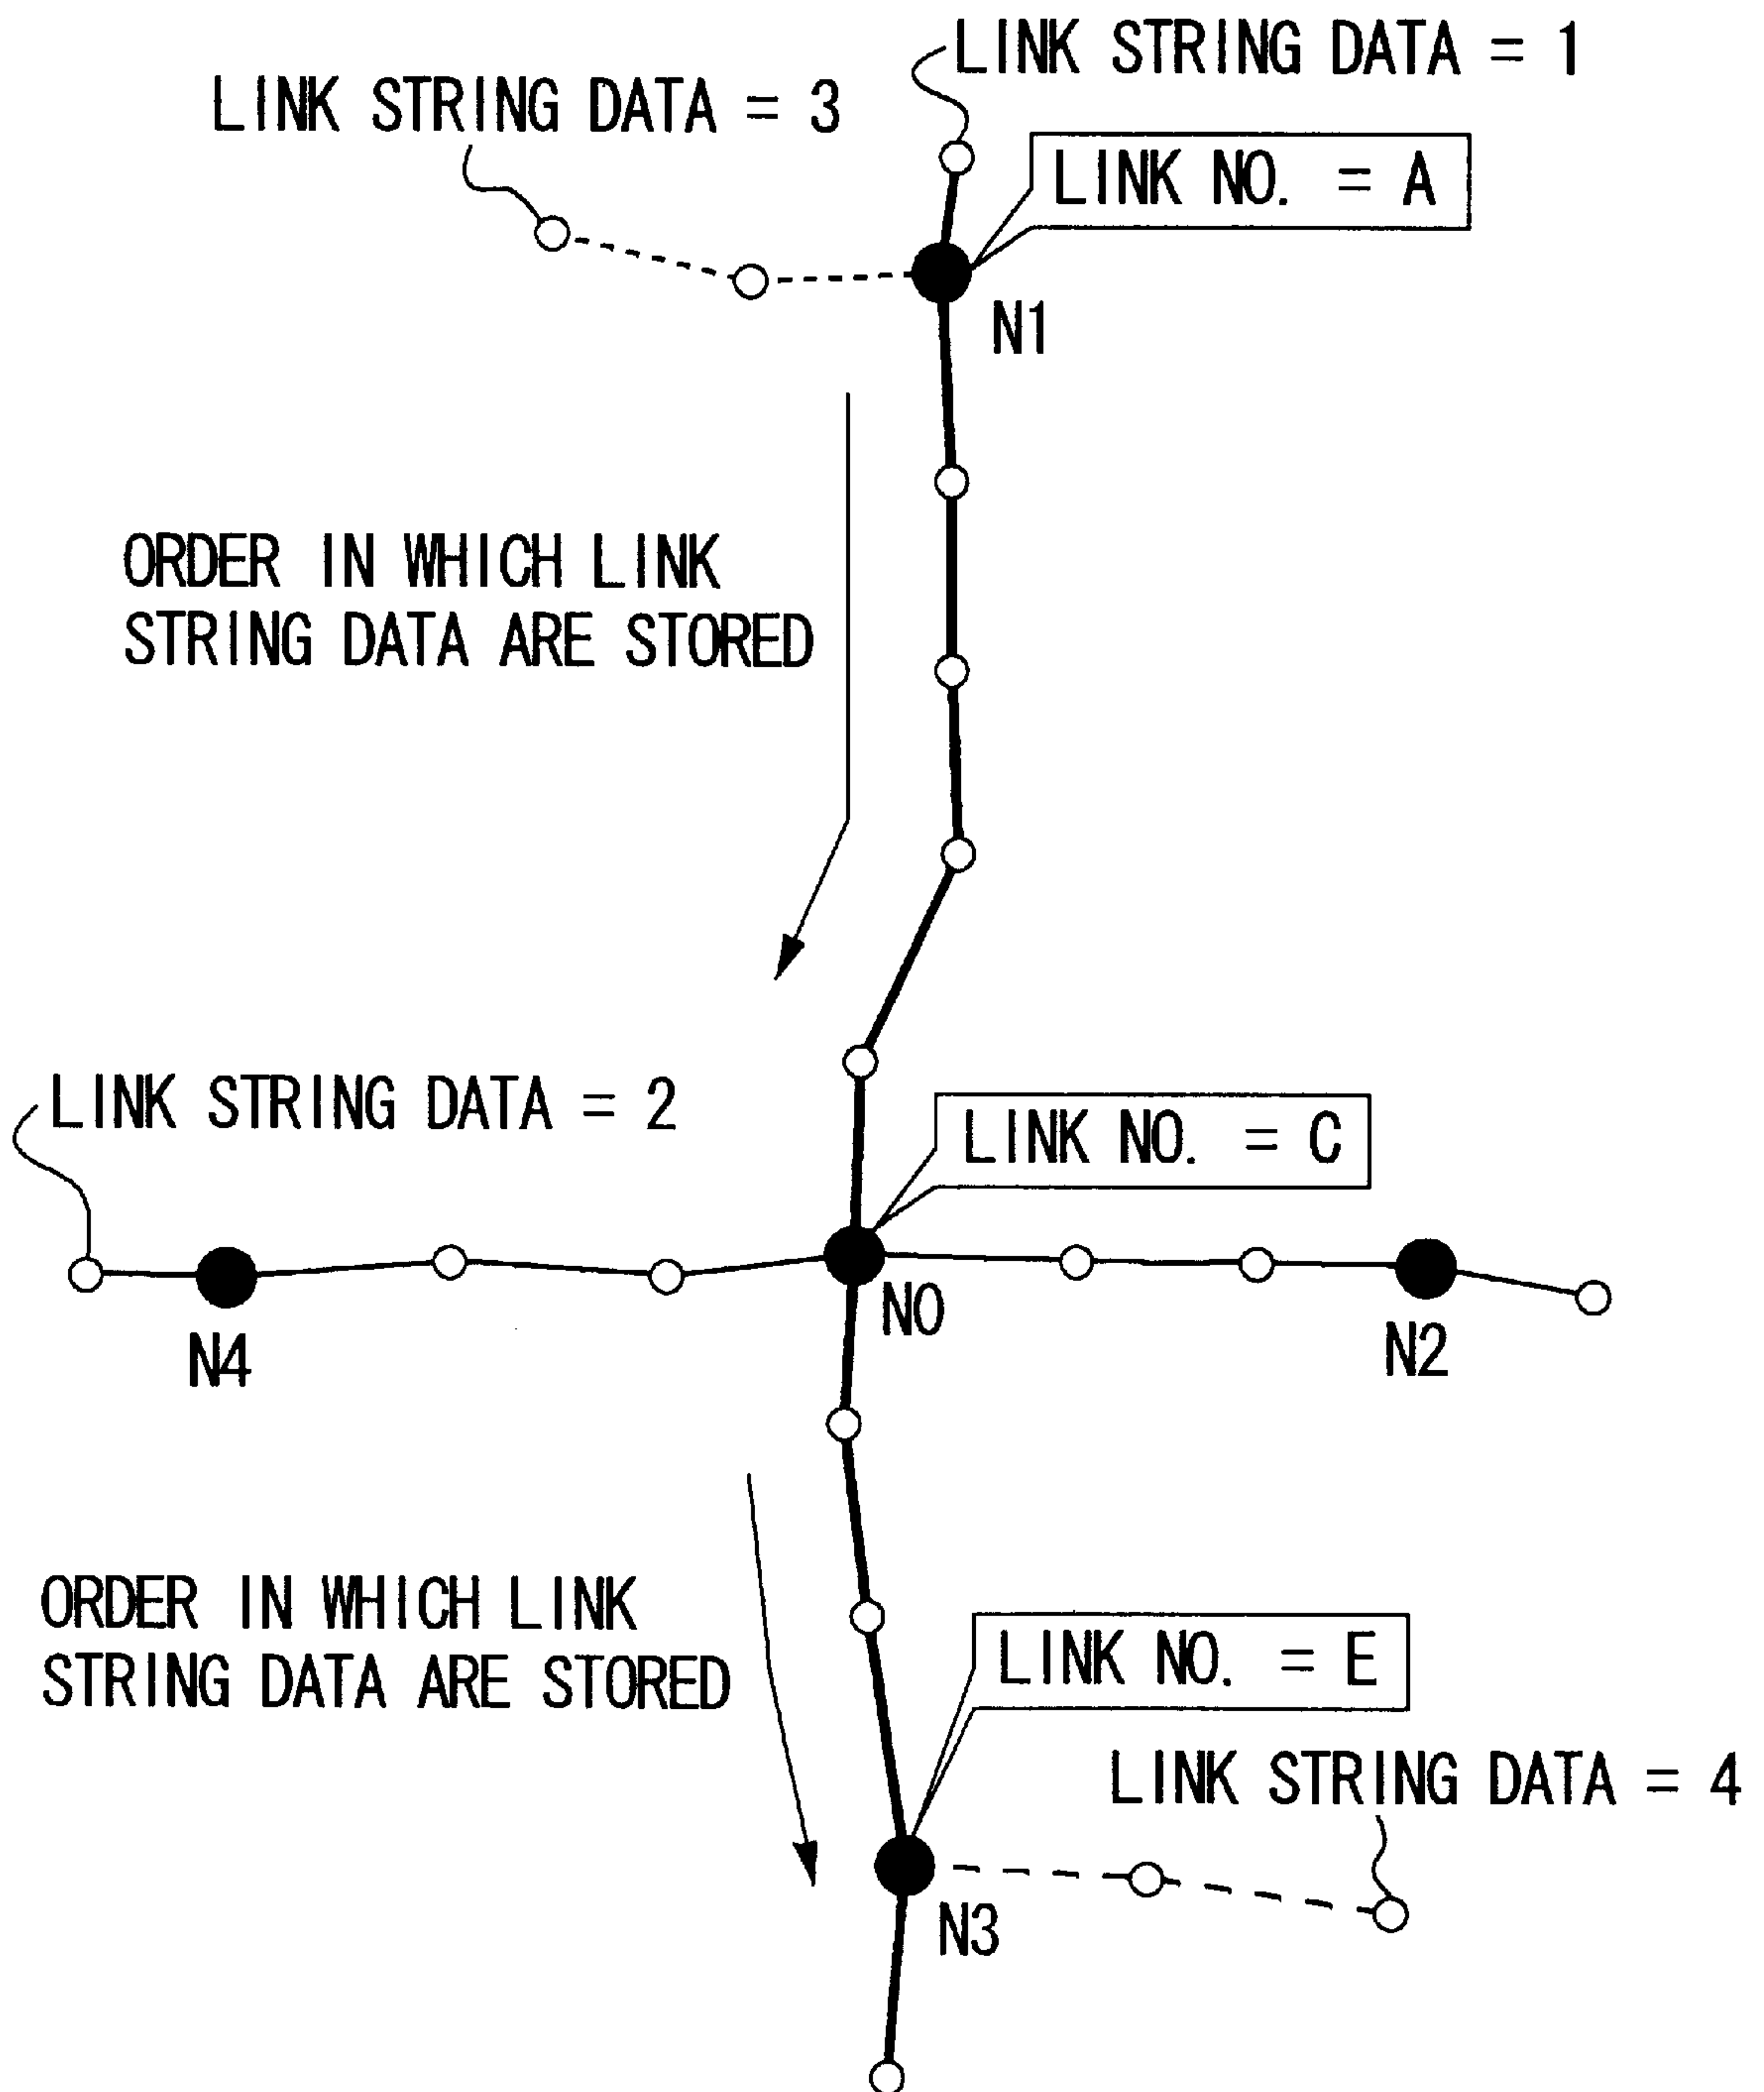 LINK STRING DATA = 1
LINK STRING DATA = 3
LINK NO. = A
N1
ORDER IN WHICH LINK
STRING DATA ARE STORED
LINK STRING DATA = 2
LINK NO. = C
N0
N4
N2
ORDER IN WHICH LINK
STRING DATA ARE STORED
LINK NO. = E
LINK STRING DATA = 4
N3